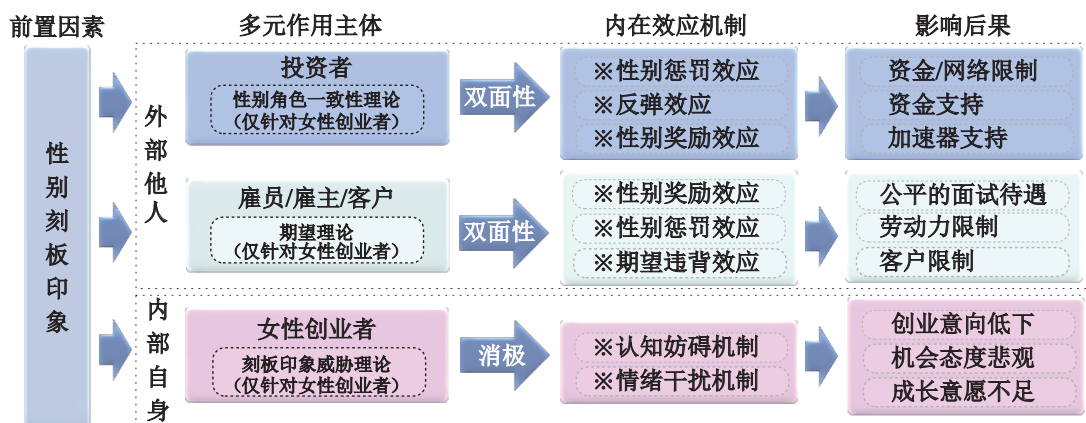 前置因素
多元作用主体
内在效应机制
影响后果
性别刻板印象
外部他人
投资者
性别角色一致性理论
（仅针对女性创业者）
双面性
※性别惩罚效应
※反弹效应
※性别奖励效应
资金/网络限制
资金支持
加速器支持
雇员/雇主/客户
期望理论
（仅针对女性创业者）
双面性
※性别奖励效应
※性别惩罚效应
※期望违背效应
公平的面试待遇
劳动力限制
客户限制
内部自身
女性创业者
刻板印象威胁理论
（仅针对女性创业者）
消极
※认知妨碍机制
※情绪干扰机制
创业意向低下
机会态度悲观
成长意愿不足